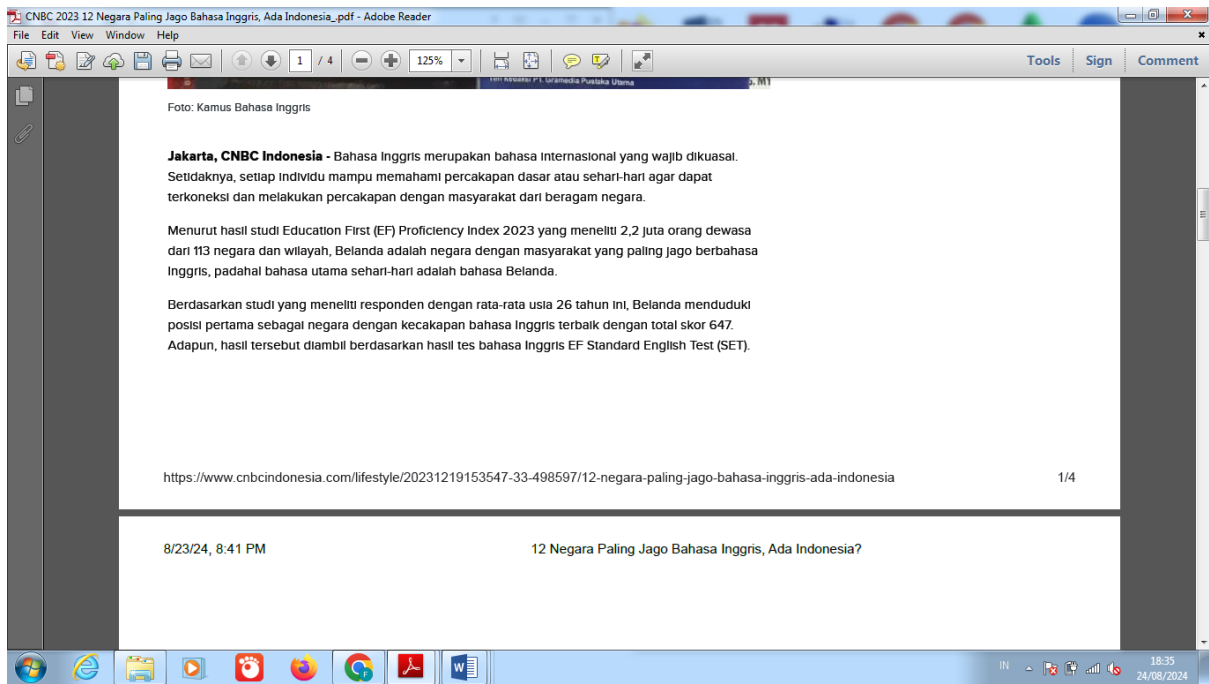 CNBC 2023 12 Negara Paling Jago Bahasa Inggris, Ada Indonesia_.pdf - Adobe Reader
File Edit View Window Help
1 / 4 125% Tools Sign Comment
Tim Redaksi PT. Gramedia Pustaka Utama
Foto: Kamus Bahasa Inggris
Jakarta, CNBC Indonesia - Bahasa Inggris merupakan bahasa internasional yang wajib dikuasai.
Setidaknya, setiap individu mampu memahami percakapan dasar atau sehari-hari agar dapat
terkoneksi dan melakukan percakapan dengan masyarakat dari beragam negara.
Menurut hasil studi Education First (EF) Proficiency Index 2023 yang meneliti 2,2 juta orang dewasa
dari 113 negara dan wilayah, Belanda adalah negara dengan masyarakat yang paling jago berbahasa
Inggris, padahal bahasa utama sehari-hari adalah bahasa Belanda.
Berdasarkan studi yang meneliti responden dengan rata-rata usia 26 tahun ini, Belanda menduduki
posisi pertama sebagai negara dengan kecakapan bahasa Inggris terbaik dengan total skor 647.
Adapun, hasil tersebut diambil berdasarkan hasil tes bahasa Inggris EF Standard English Test (SET).
https://www.cnbcindonesia.com/lifestyle/20231219153547-33-498597/12-negara-paling-jago-bahasa-inggris-ada-indonesia 1/4
8/23/24, 8:41 PM 12 Negara Paling Jago Bahasa Inggris, Ada Indonesia?
IN 18:35
24/08/2024